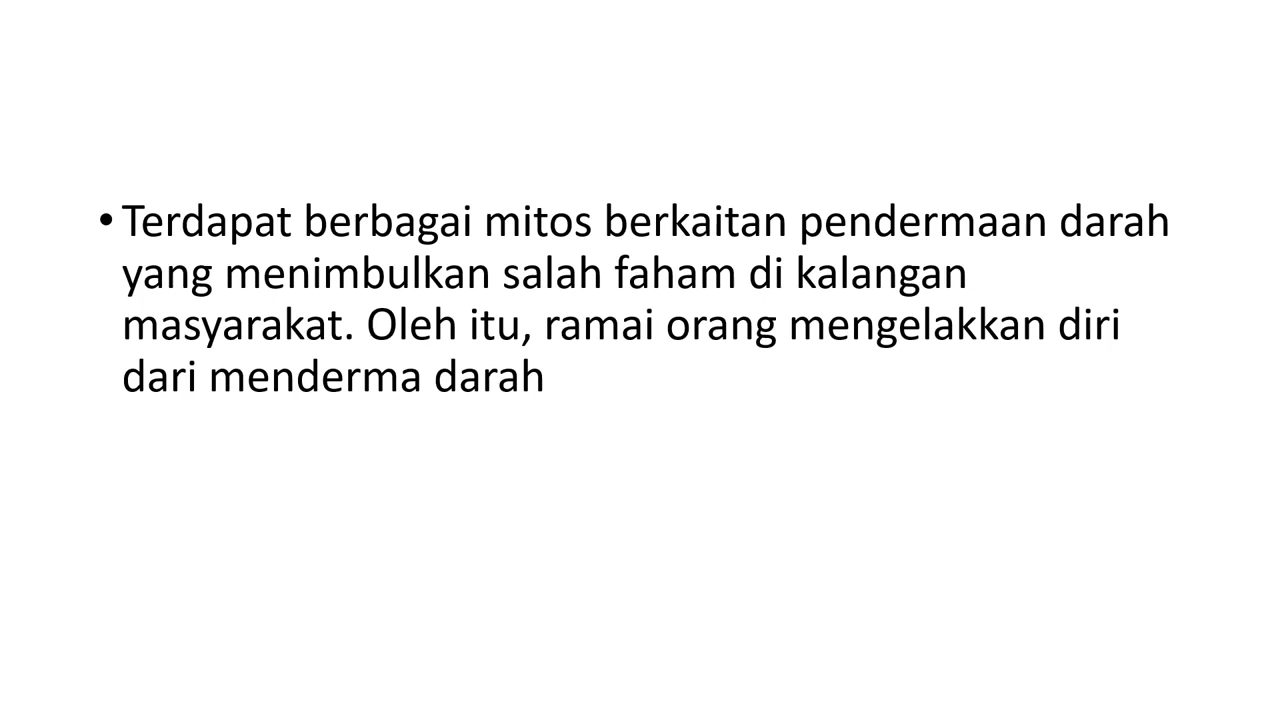 • Terdapat berbagai mitos berkaitan pendermaan darah
yang menimbulkan salah faham di kalangan
masyarakat. Oleh itu, ramai orang mengelakkan diri
dari menderma darah